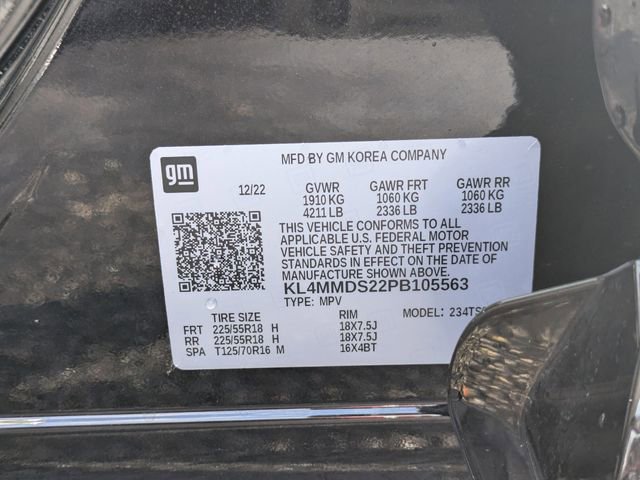 gm
MFD BY GM KOREA COMPANY
12/22 GVWR GAWR FRT GAWR RR
1910 KG 1060 KG 1060 KG
4211 LB 2336 LB 2336 LB
THIS VEHICLE CONFORMS TO ALL
APPLICABLE U.S. FEDERAL MOTOR
VEHICLE SAFETY AND THEFT PREVENTION
STANDARDS IN EFFECT ON THE DATE OF
MANUFACTURE SHOWN ABOVE.
KL4MMDS22PB105563
TYPE: MPV MODEL: 234TS
TIRE SIZE RIM
FRT 225/55R18 H 18X7.5J
RR 225/55R18 H 18X7.5J
SPA T125/70R16 M 16X4BT